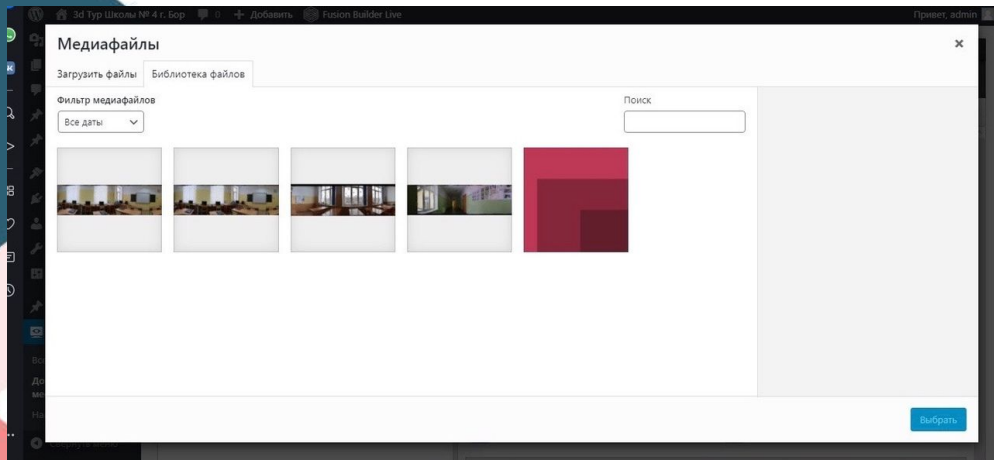 3d Тур Школы № 4 г. Бор 0 Добавить Fusion Builder Live Привет, admin
Медиафайлы
Загрузить файлы Библиотека файлов
Фильтр медиафайлов Поиск
Все даты
Выбрать